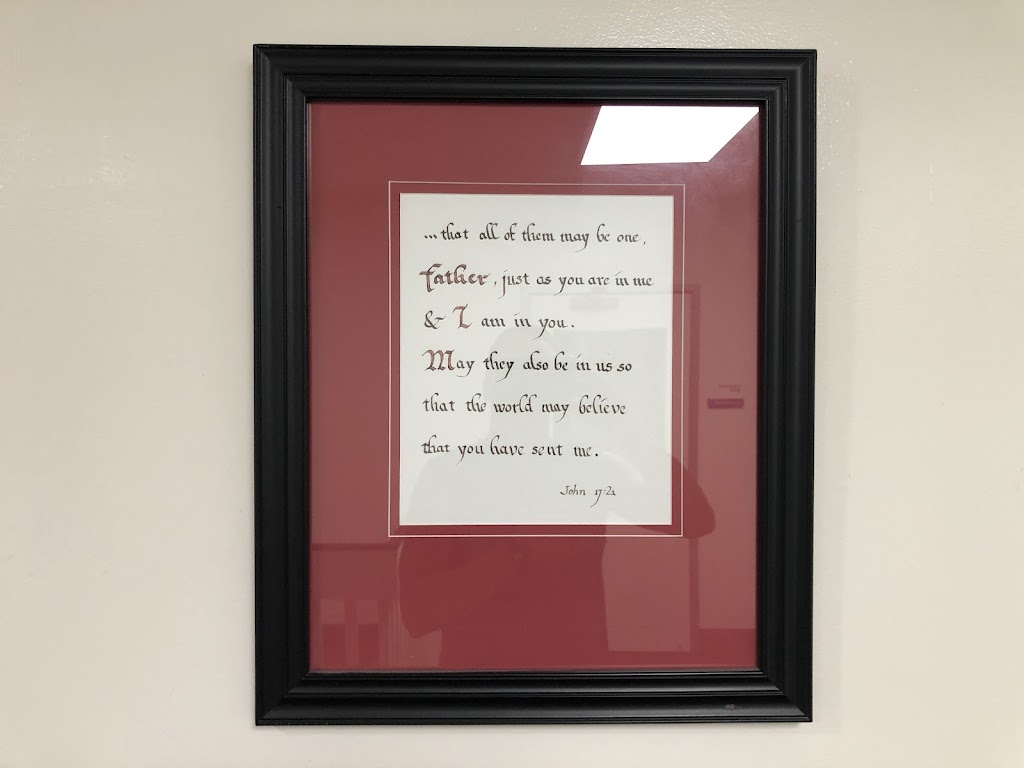 ...that all of them may be one,
Father, just as you are in me
& I am in you.
May they also be in us so
that the world may believe
that you have sent me.
John 17:21